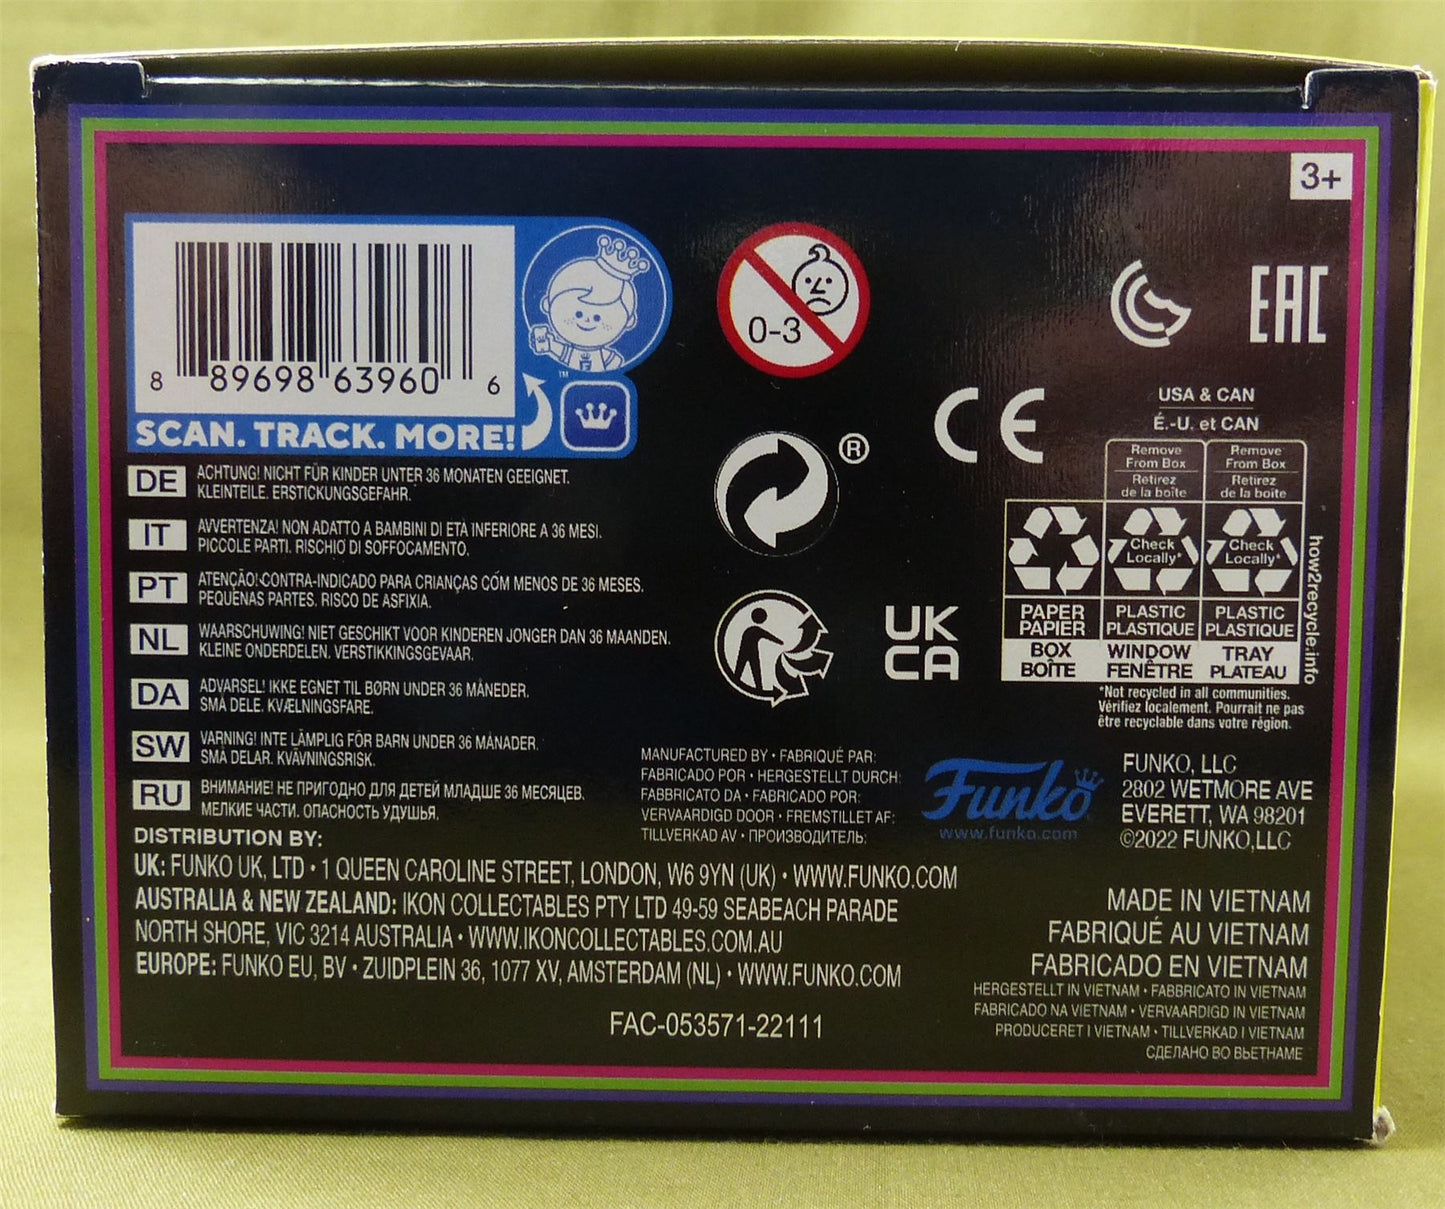 3+
8 89698 63960 6
SCAN. TRACK. MORE!
TM
0-3
EAC
CE
®
UK
CA
USA & CAN
É.-U. et CAN
Remove
From Box
Retirez
de la boîte
Remove
From Box
Retirez
de la boîte
Check
Locally*
Check
Locally*
PAPER
PAPIER
PLASTIC
PLASTIQUE
PLASTIC
PLASTIQUE
BOX
BOÎTE
WINDOW
FENÊTRE
TRAY
PLATEAU
how2recycle.info
*Not recycled in all communities.
Vérifiez localement. Pourrait ne pas
être recyclable dans votre région.
DE ACHTUNG! NICHT FÜR KINDER UNTER 36 MONATEN GEEIGNET.
KLEINTEILE. ERSTICKUNGSGEFAHR.
IT AVVERTENZA! NON ADATTO A BAMBINI DI ETÀ INFERIORE A 36 MESI.
PICCOLE PARTI. RISCHIO DI SOFFOCAMENTO.
PT ATENÇÃO!·CONTRA-INDICADO PARA CRIANÇAS CÓM MENOS DE 36 MESES.
PEQUENAS PARTES. RISCO DE ASFIXIA.
NL WAARSCHUWING! NIET GESCHIKT VOOR KINDEREN JONGER DAN 36 MAANDEN.
KLEINE ONDERDELEN. VERSTIKKINGSGEVAAR.
DA ADVARSEL! IKKE EGNET TIL BØRN UNDER 36 MÅNEDER.
SMÅ DELE. KVÆLNINGSFARE.
SW VARNING! INTE LÄMPLIG FÖR BARN UNDER 36 MÅNADER.
SMÅ DELAR. KVÄVNINGSRISK.
RU ВНИМАНИЕ! НЕ ПРИГОДНО ДЛЯ ДЕТЕЙ МЛАДШЕ 36 МЕСЯЦЕВ.
МЕЛКИЕ ЧАСТИ. ОПАСНОСТЬ УДУШЬЯ.
MANUFACTURED BY • FABRIQUÉ PAR:
FABRICADO POR • HERGESTELLT DURCH:
FABBRICATO DA • FABRICADO POR:
VERVAARDIGD DOOR • FREMSTILLET AF:
TILLVERKAD AV • ПРОИЗВОДИТЕЛЬ:
Funko
www.funko.com
FUNKO, LLC
2802 WETMORE AVE
EVERETT, WA 98201
©2022 FUNKO,LLC
DISTRIBUTION BY:
UK: FUNKO UK, LTD • 1 QUEEN CAROLINE STREET, LONDON, W6 9YN (UK) • WWW.FUNKO.COM
AUSTRALIA & NEW ZEALAND: IKON COLLECTABLES PTY LTD 49-59 SEABEACH PARADE
NORTH SHORE, VIC 3214 AUSTRALIA • WWW.IKONCOLLECTABLES.COM.AU
EUROPE: FUNKO EU, BV • ZUIDPLEIN 36, 1077 XV, AMSTERDAM (NL) • WWW.FUNKO.COM
FAC-053571-22111
MADE IN VIETNAM
FABRIQUÉ AU VIETNAM
FABRICADO EN VIETNAM
HERGESTELLT IN VIETNAM • FABBRICATO IN VIETNAM
FABRICADO NA VIETNAM • VERVAARDIGD IN VIETNAM
PRODUCERET I VIETNAM • TILLVERKAD I VIETNAM
СДЕЛАНО ВО ВЬЕТНАМЕ